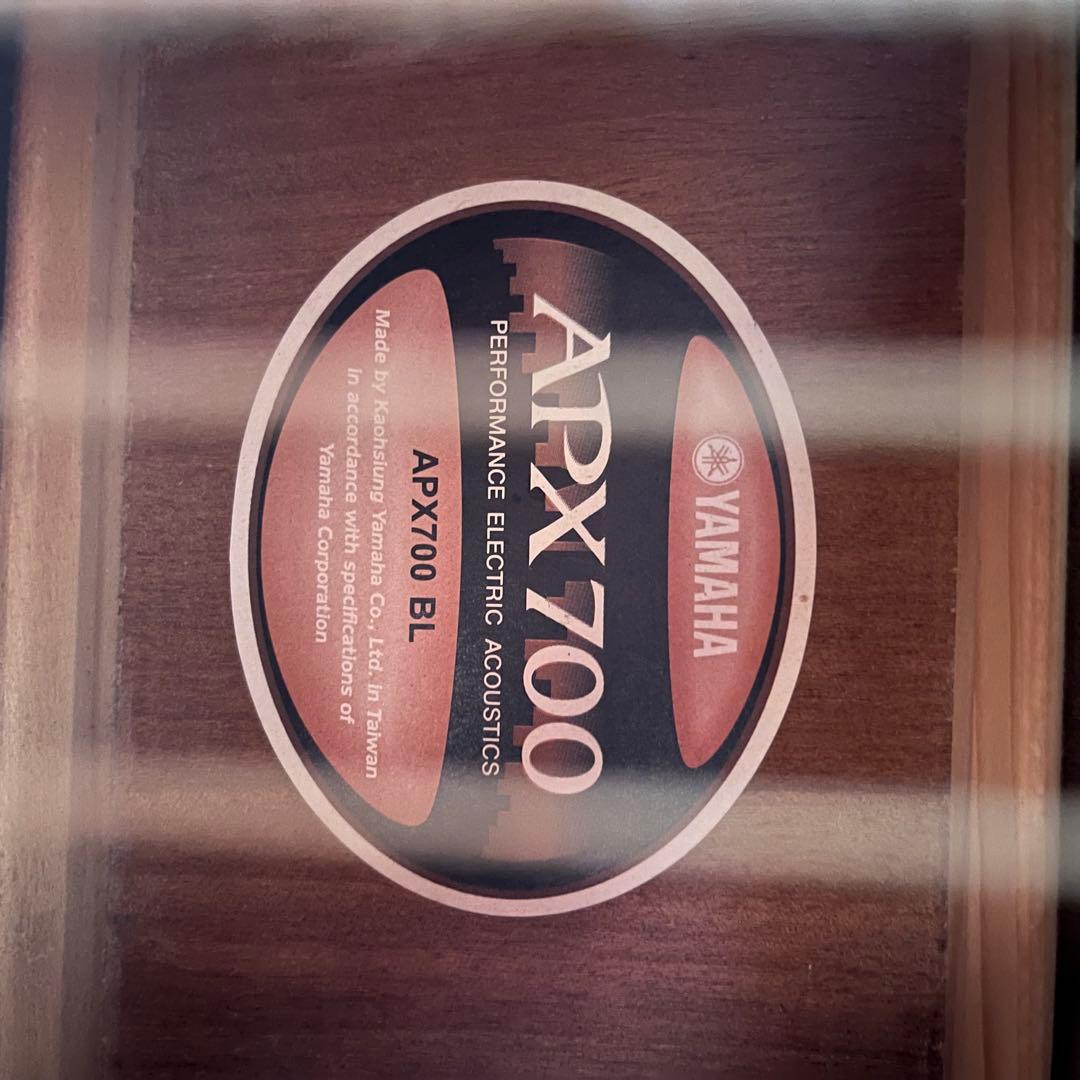 YAMAHA
APX700
PERFORMANCE ELECTRIC ACOUSTICS
APX700 BL
Made by Kaohsiung Yamaha Co., Ltd. in Taiwan
in accordance with specifications of
Yamaha Corporation